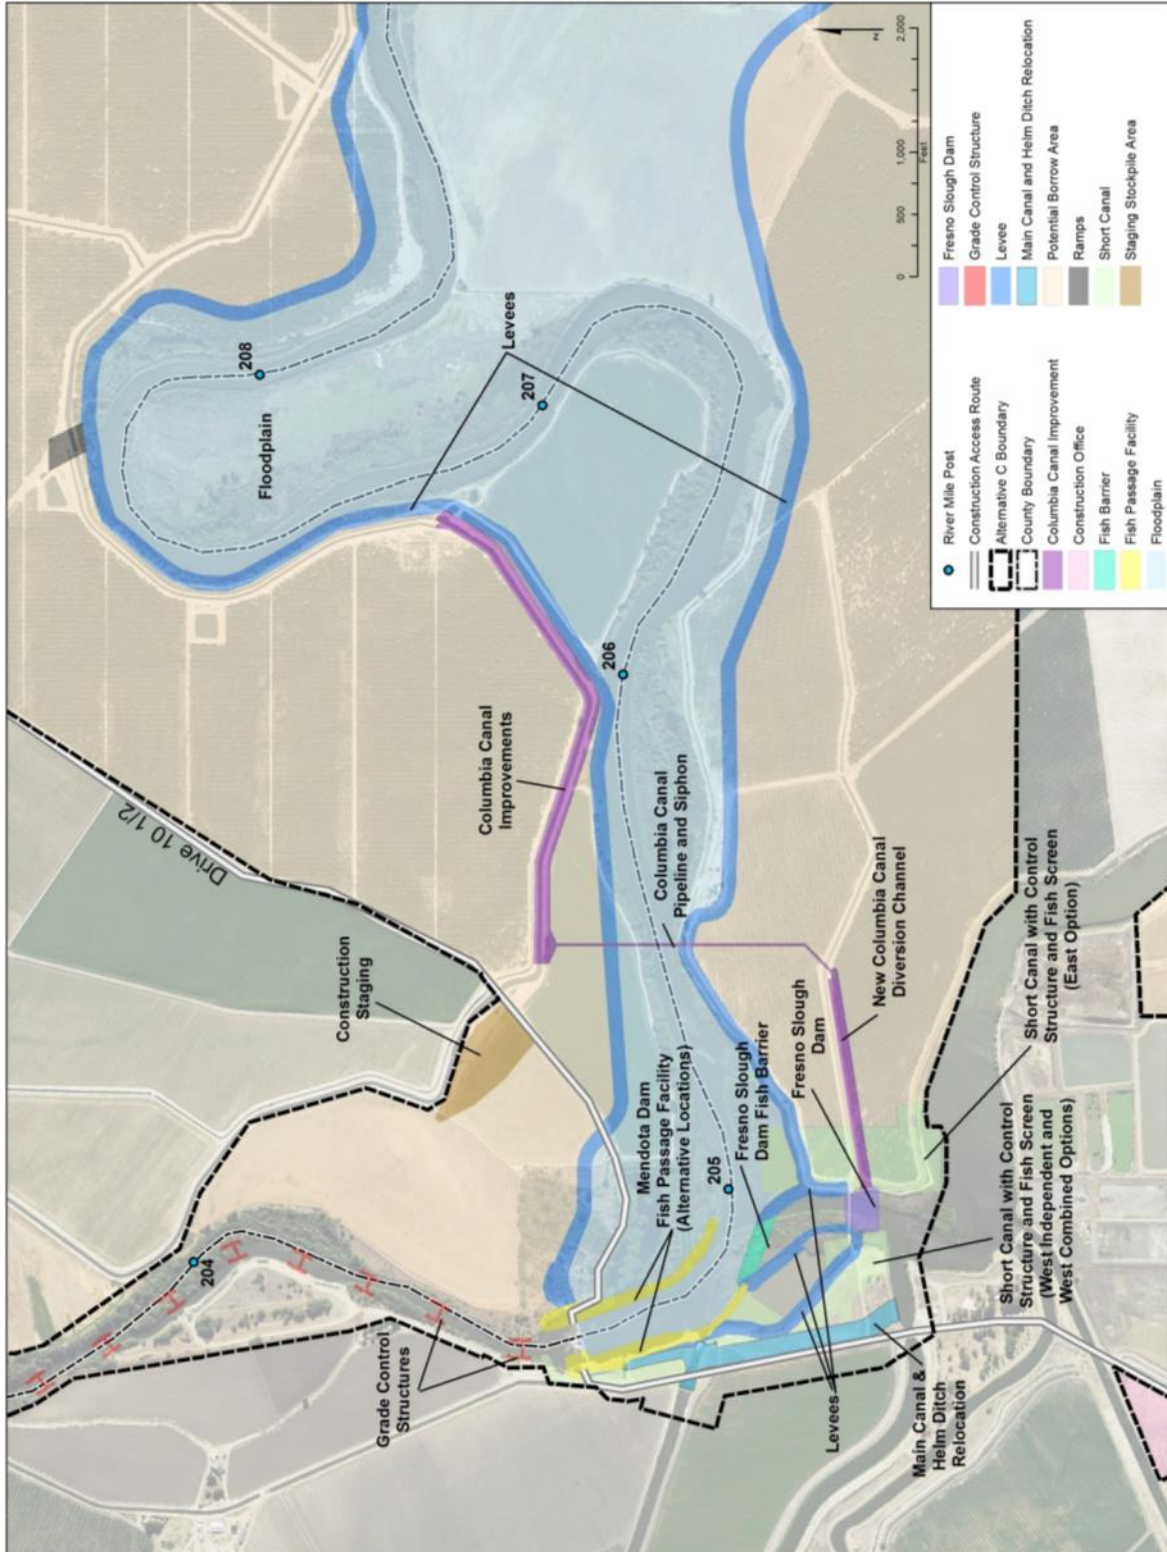 Drive 10 1/2
208
Floodplain
Levees
207
206
Columbia Canal
Improvements
Columbia Canal
Pipeline and Siphon
Construction
Staging
New Columbia Canal
Diversion Channel
Fresno Slough
Dam
Fresno Slough
Dam Fish Barrier
Mendota Dam
Fish Passage Facility
(Alternative Locations)
205
204
Grade Control
Structures
Levees
Main Canal &
Helm Ditch
Relocation
Short Canal with Control
Structure and Fish Screen
(West Independent and
West Combined Options)
Short Canal with Control
Structure and Fish Screen
(East Option)
N
0 500 1,000 2,000
Feet
River Mile Post
Construction Access Route
Alternative C Boundary
County Boundary
Columbia Canal Improvement
Construction Office
Fish Barrier
Fish Passage Facility
Floodplain
Fresno Slough Dam
Grade Control Structure
Levee
Main Canal and Helm Ditch Relocation
Potential Borrow Area
Ramps
Short Canal
Staging Stockpile Area